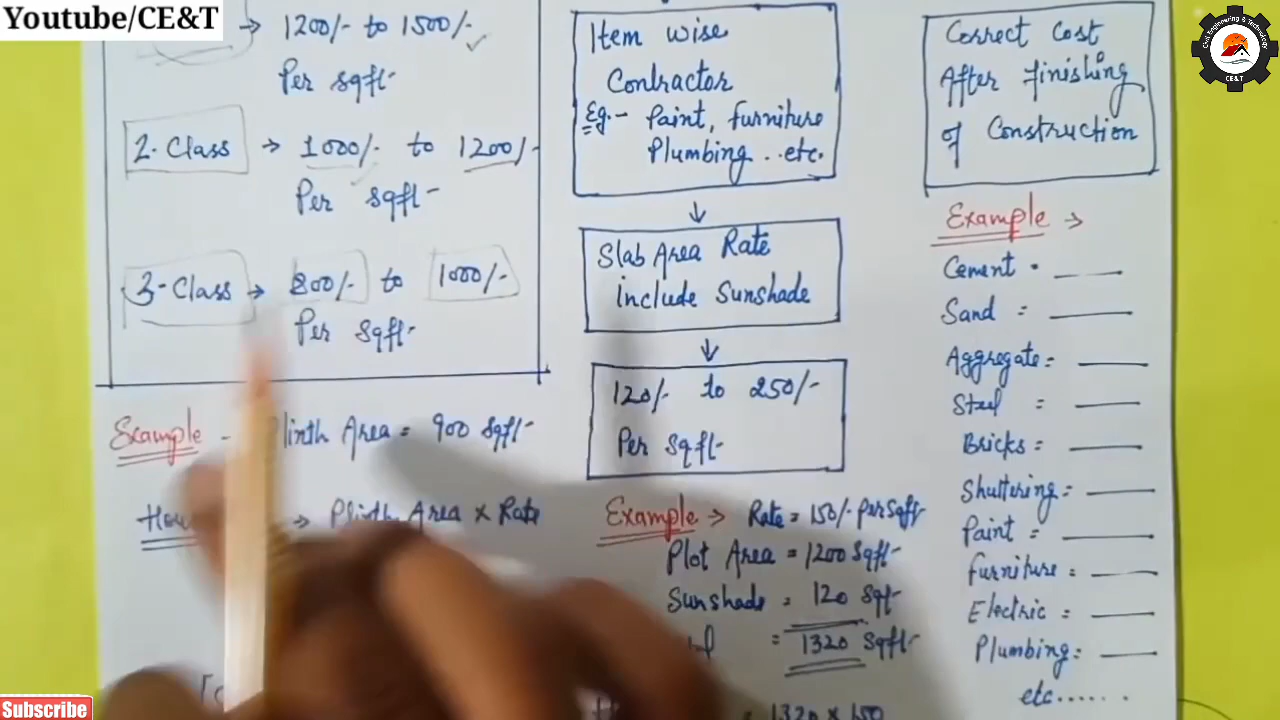 Youtube/CE&T
1200/- to 1500/-
Per sqft
2. Class → 1000/- to 1200/-
Per sqft
3-Class → 800/- to 1000/-
Per sqft
Example - Plinth Area = 900 sqft
→ Plinth Area x Rate
Item wise
Contractor
Eg:- Paint, furniture
Plumbing ..etc.
↓
Slab Area Rate
include Sunshade
↓
120/- to 250/-
Per sqft
Example → Rate = 150/- per sqft
Plot Area = 1200 sqft
Sunshade = 120 sqft
= 1320 sqft
= 1320 x 150
Correct Cost
After finishing
of Construction
Example →
Cement -
Sand =
Aggregate =
Steel =
Bricks =
Shuttering =
Paint =
furniture =
Electric =
Plumbing =
etc......
Civil Engineering & Technology
CE&T
Subscribe